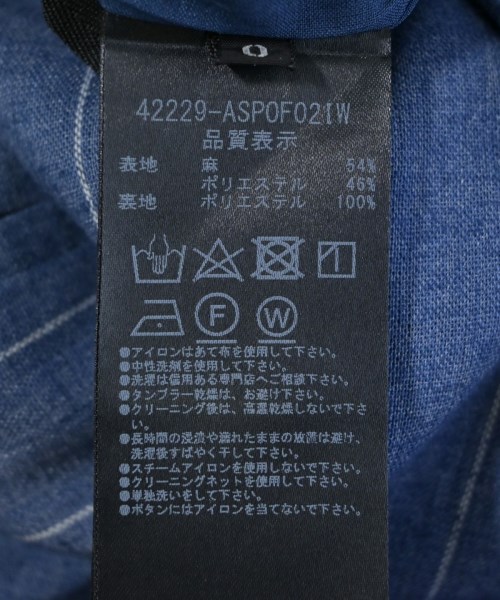 0
42229-ASPOF02IW
品質表示
表地 麻 54%
ポリエステル 46%
裏地 ポリエステル 100%
F W
●アイロンはあて布を使用して下さい。
●中性洗剤を使用して下さい。
●洗濯は信用ある専門店へご相談下さい。
●タンブラー乾燥は、お避け下さい。
●クリーニング後は、高温乾燥しないで下さ
い。
●長時間の浸漬や濡れたままの放置は避け、
洗濯後すばやく干して下さい。
●スチームアイロンを使用しないで下さい。
●クリーニングネットを使用して下さい。
●単独洗いをして下さい。
●ボタンにはアイロンを当てないで下さい。